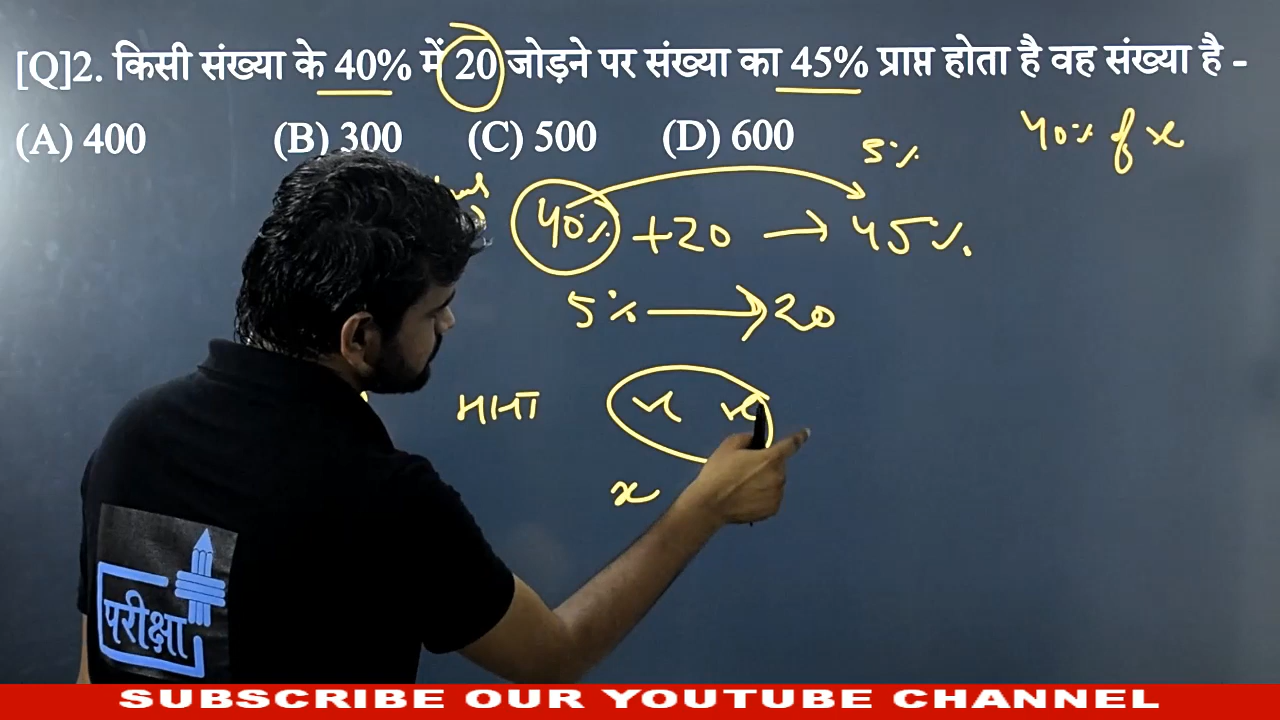 [Q]2. किसी संख्या के 40% में 20 जोड़ने पर संख्या का 45% प्राप्त होता है वह संख्या है -
(A) 400 (B) 300 (C) 500 (D) 600
40% of x
5%
40% +20 → 45%
5% → 20
माना x x
x
परीक्षा
SUBSCRIBE OUR YOUTUBE CHANNEL